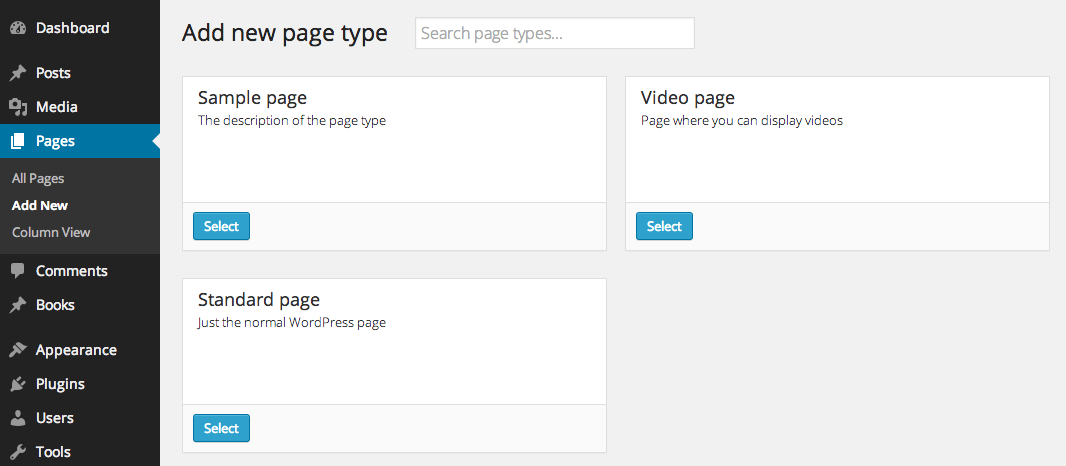 Dashboard
Posts
Media
Pages
All Pages
Add New
Column View
Comments
Books
Appearance
Plugins
Users
Tools
Add new page type
Search page types...
Sample page
The description of the page type
Select
Video page
Page where you can display videos
Select
Standard page
Just the normal WordPress page
Select